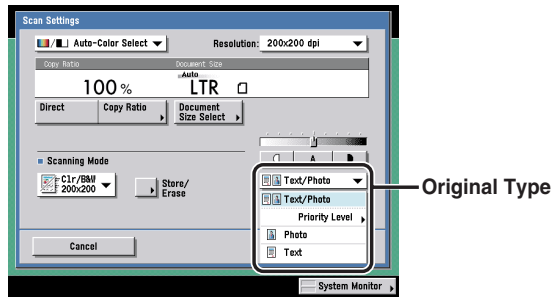 Scan Settings
Auto-Color Select
Resolution: 200x200 dpi
Copy Ratio
Document Size
100 %
Auto
LTR
Direct
Copy Ratio
Document
Size Select
A
Scanning Mode
Clr/B&W
200x200
Store/
Erase
Text/Photo
Text/Photo
Priority Level
Photo
Text
Original Type
Cancel
System Monitor